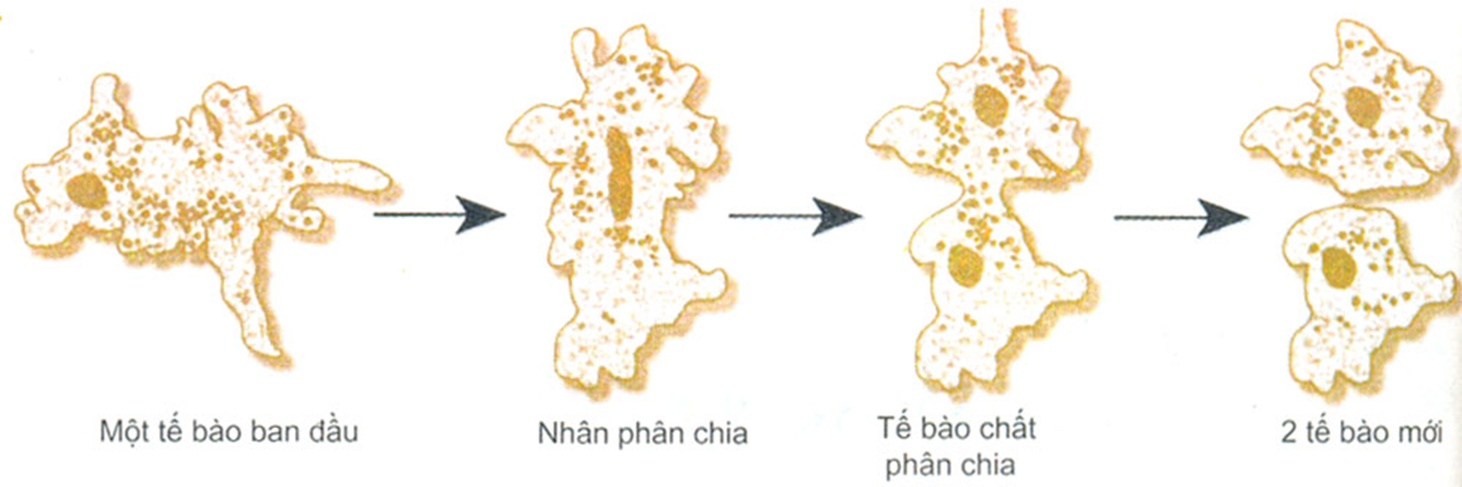 Một tế bào ban đầu
Nhân phân chia
Tế bào chất
phân chia
2 tế bào mới